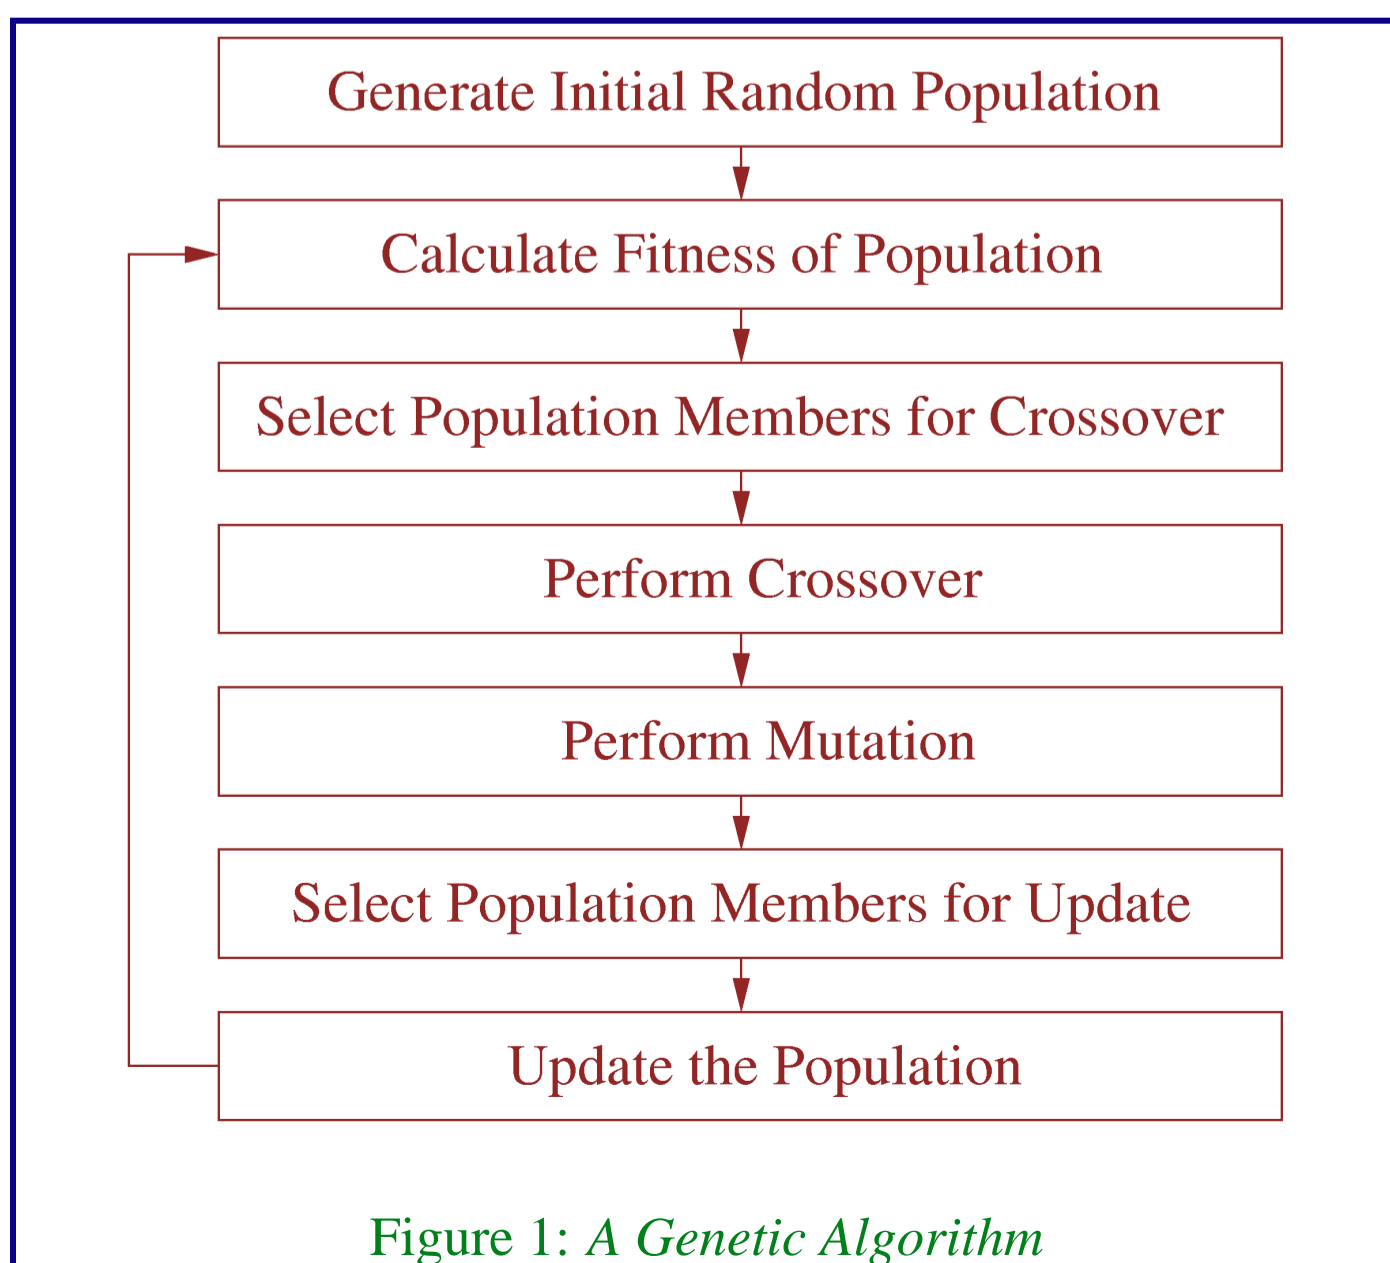 Generate Initial Random Population
Calculate Fitness of Population
Select Population Members for Crossover
Perform Crossover
Perform Mutation
Select Population Members for Update
Update the Population
Figure 1: A Genetic Algorithm